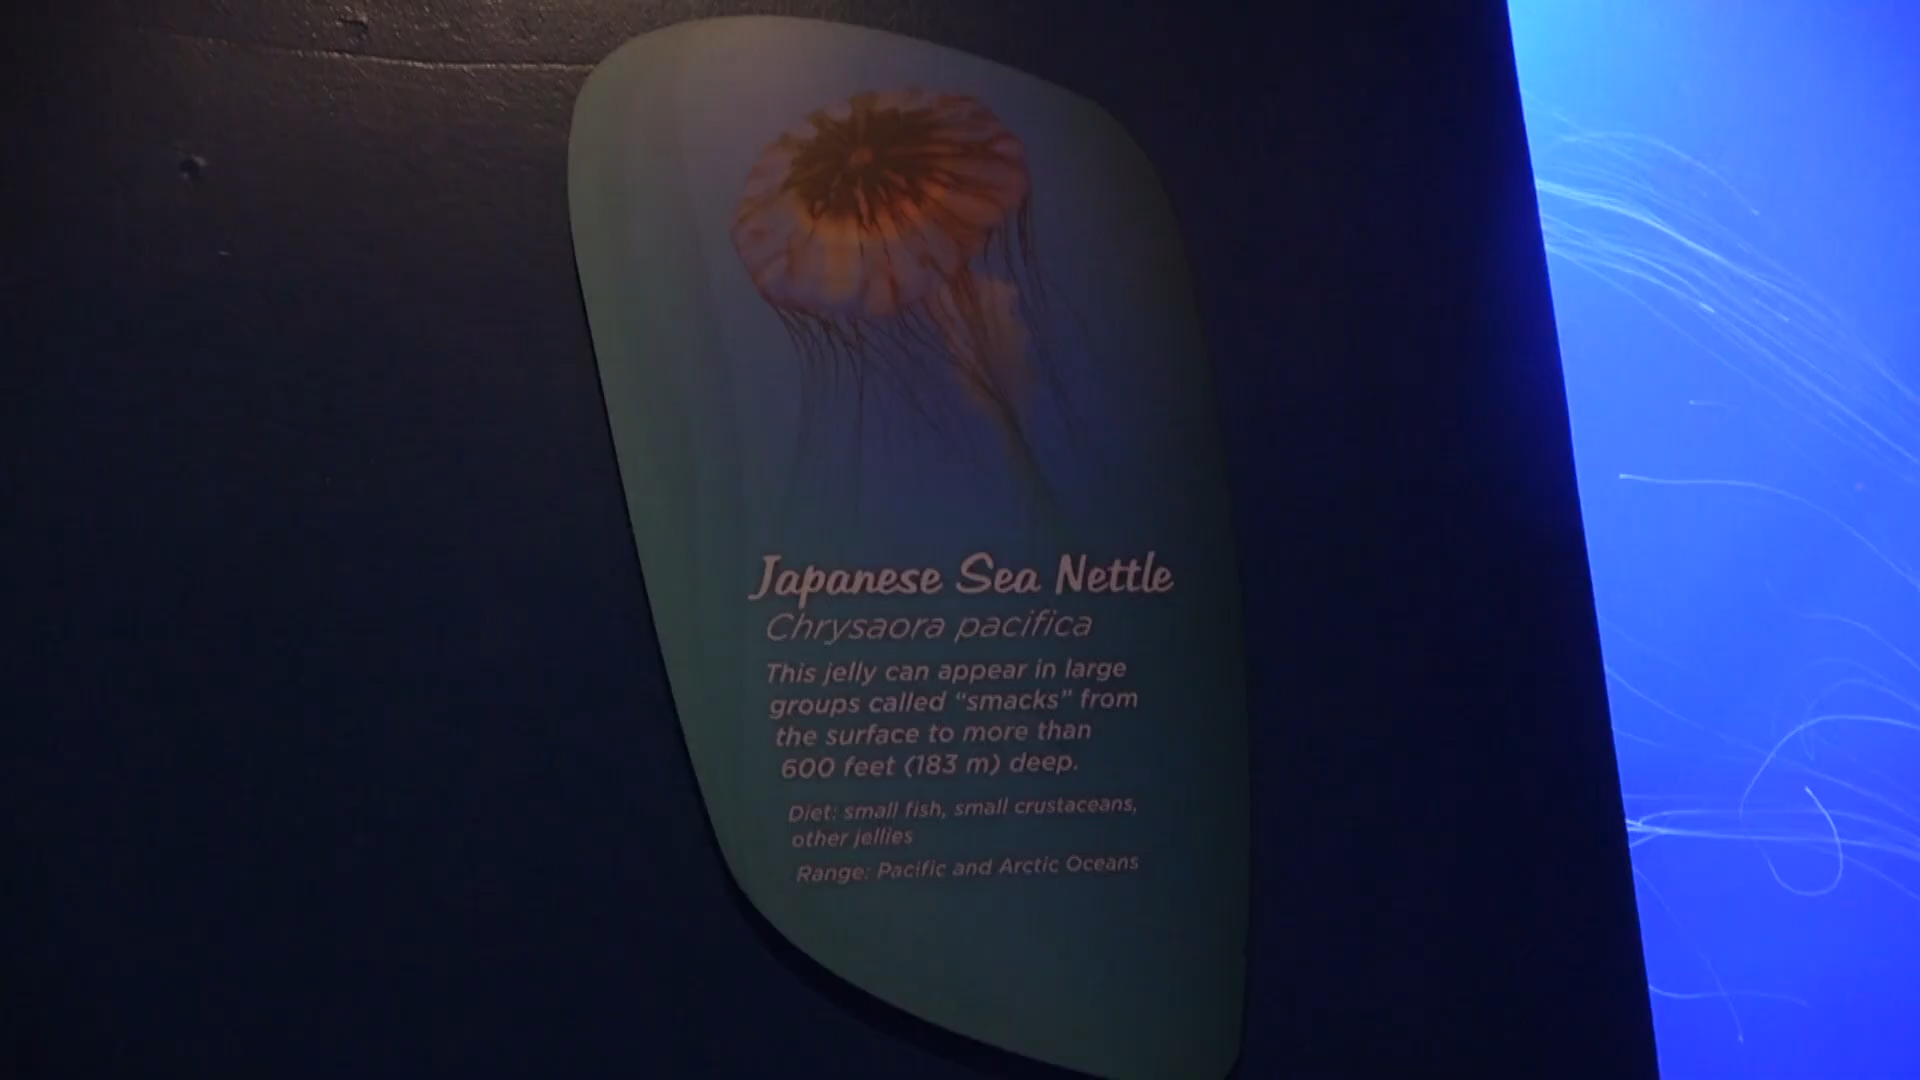 Japanese Sea Nettle
Chrysaora pacifica
This jelly can appear in large
groups called “smacks” from
the surface to more than
600 feet (183 m) deep.
Diet: small fish, small crustaceans,
other jellies
Range: Pacific and Arctic Oceans